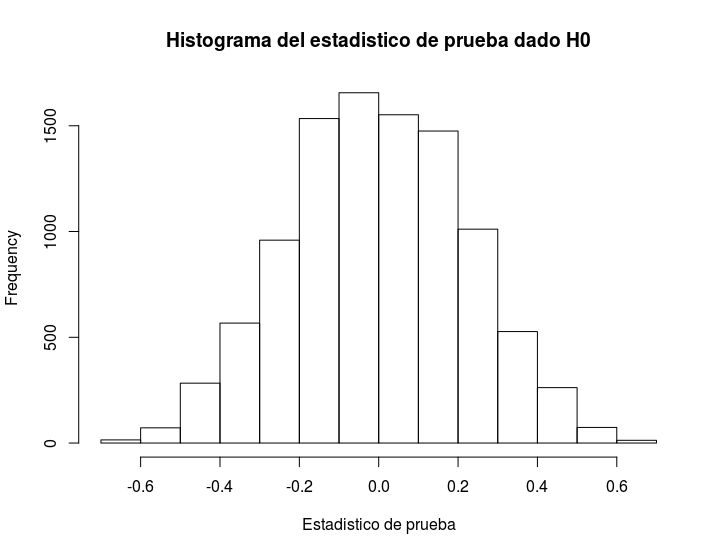 Histograma del estadistico de prueba dado H0
Frequency
1500
1000
500
0
-0.6 -0.4 -0.2 0.0 0.2 0.4 0.6
Estadistico de prueba